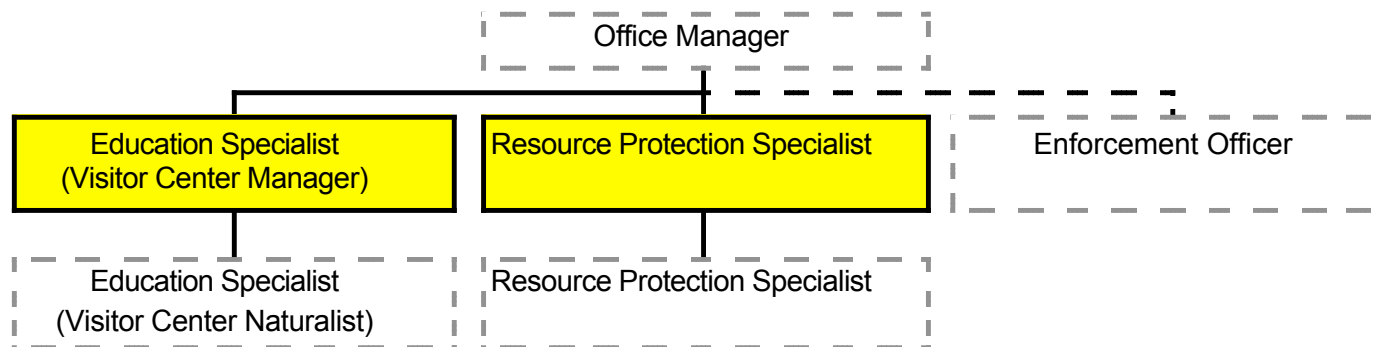 Office Manager
Education Specialist
(Visitor Center Manager)
Resource Protection Specialist
Enforcement Officer
Education Specialist
(Visitor Center Naturalist)
Resource Protection Specialist